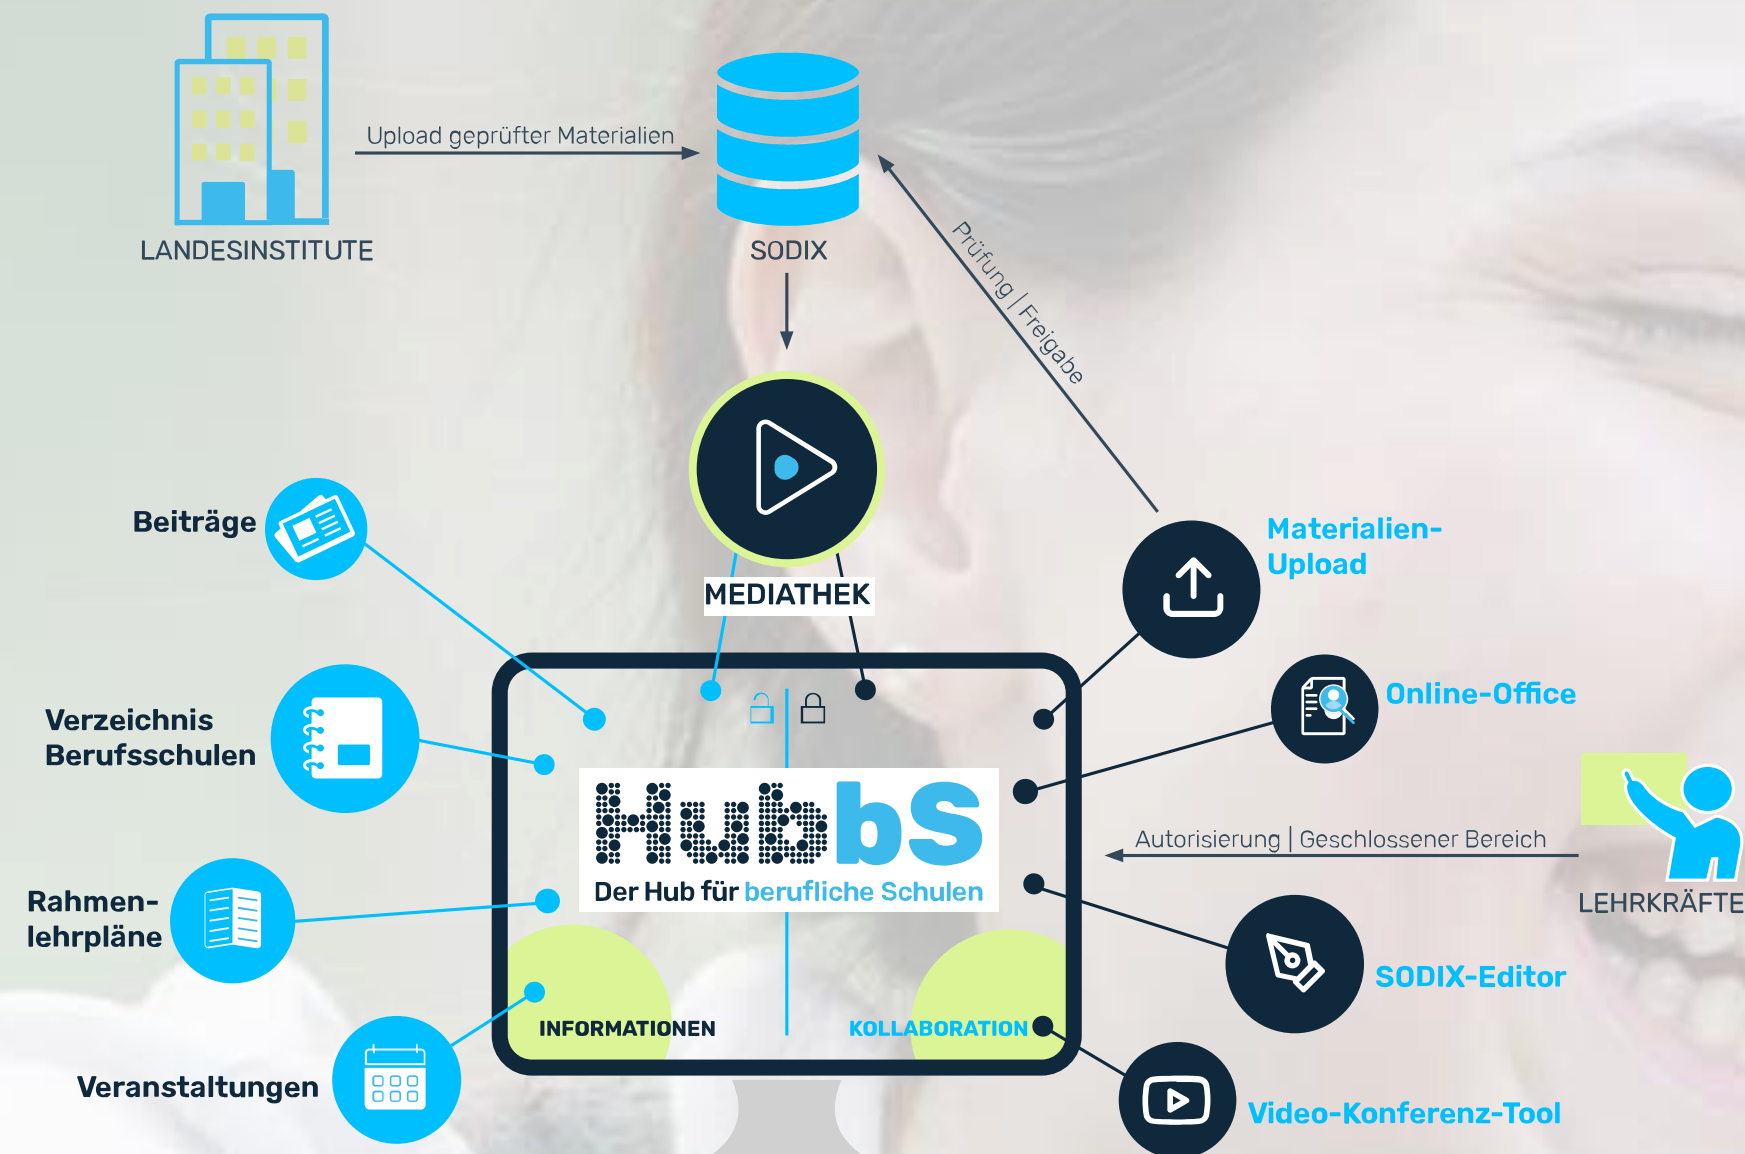 Upload geprüfter Materialien
LANDESINSTITUTE
SODIX
Prüfung | Freigabe
Beiträge
MEDIATHEK
Materialien-
Upload
Verzeichnis
Berufsschulen
Online-Office
HubbS
Der Hub für berufliche Schulen
Autorisierung | Geschlossener Bereich
LEHRKRÄFTE
Rahmen-
lehrpläne
SODIX-Editor
INFORMATIONEN
KOLLABORATION
Veranstaltungen
Video-Konferenz-Tool